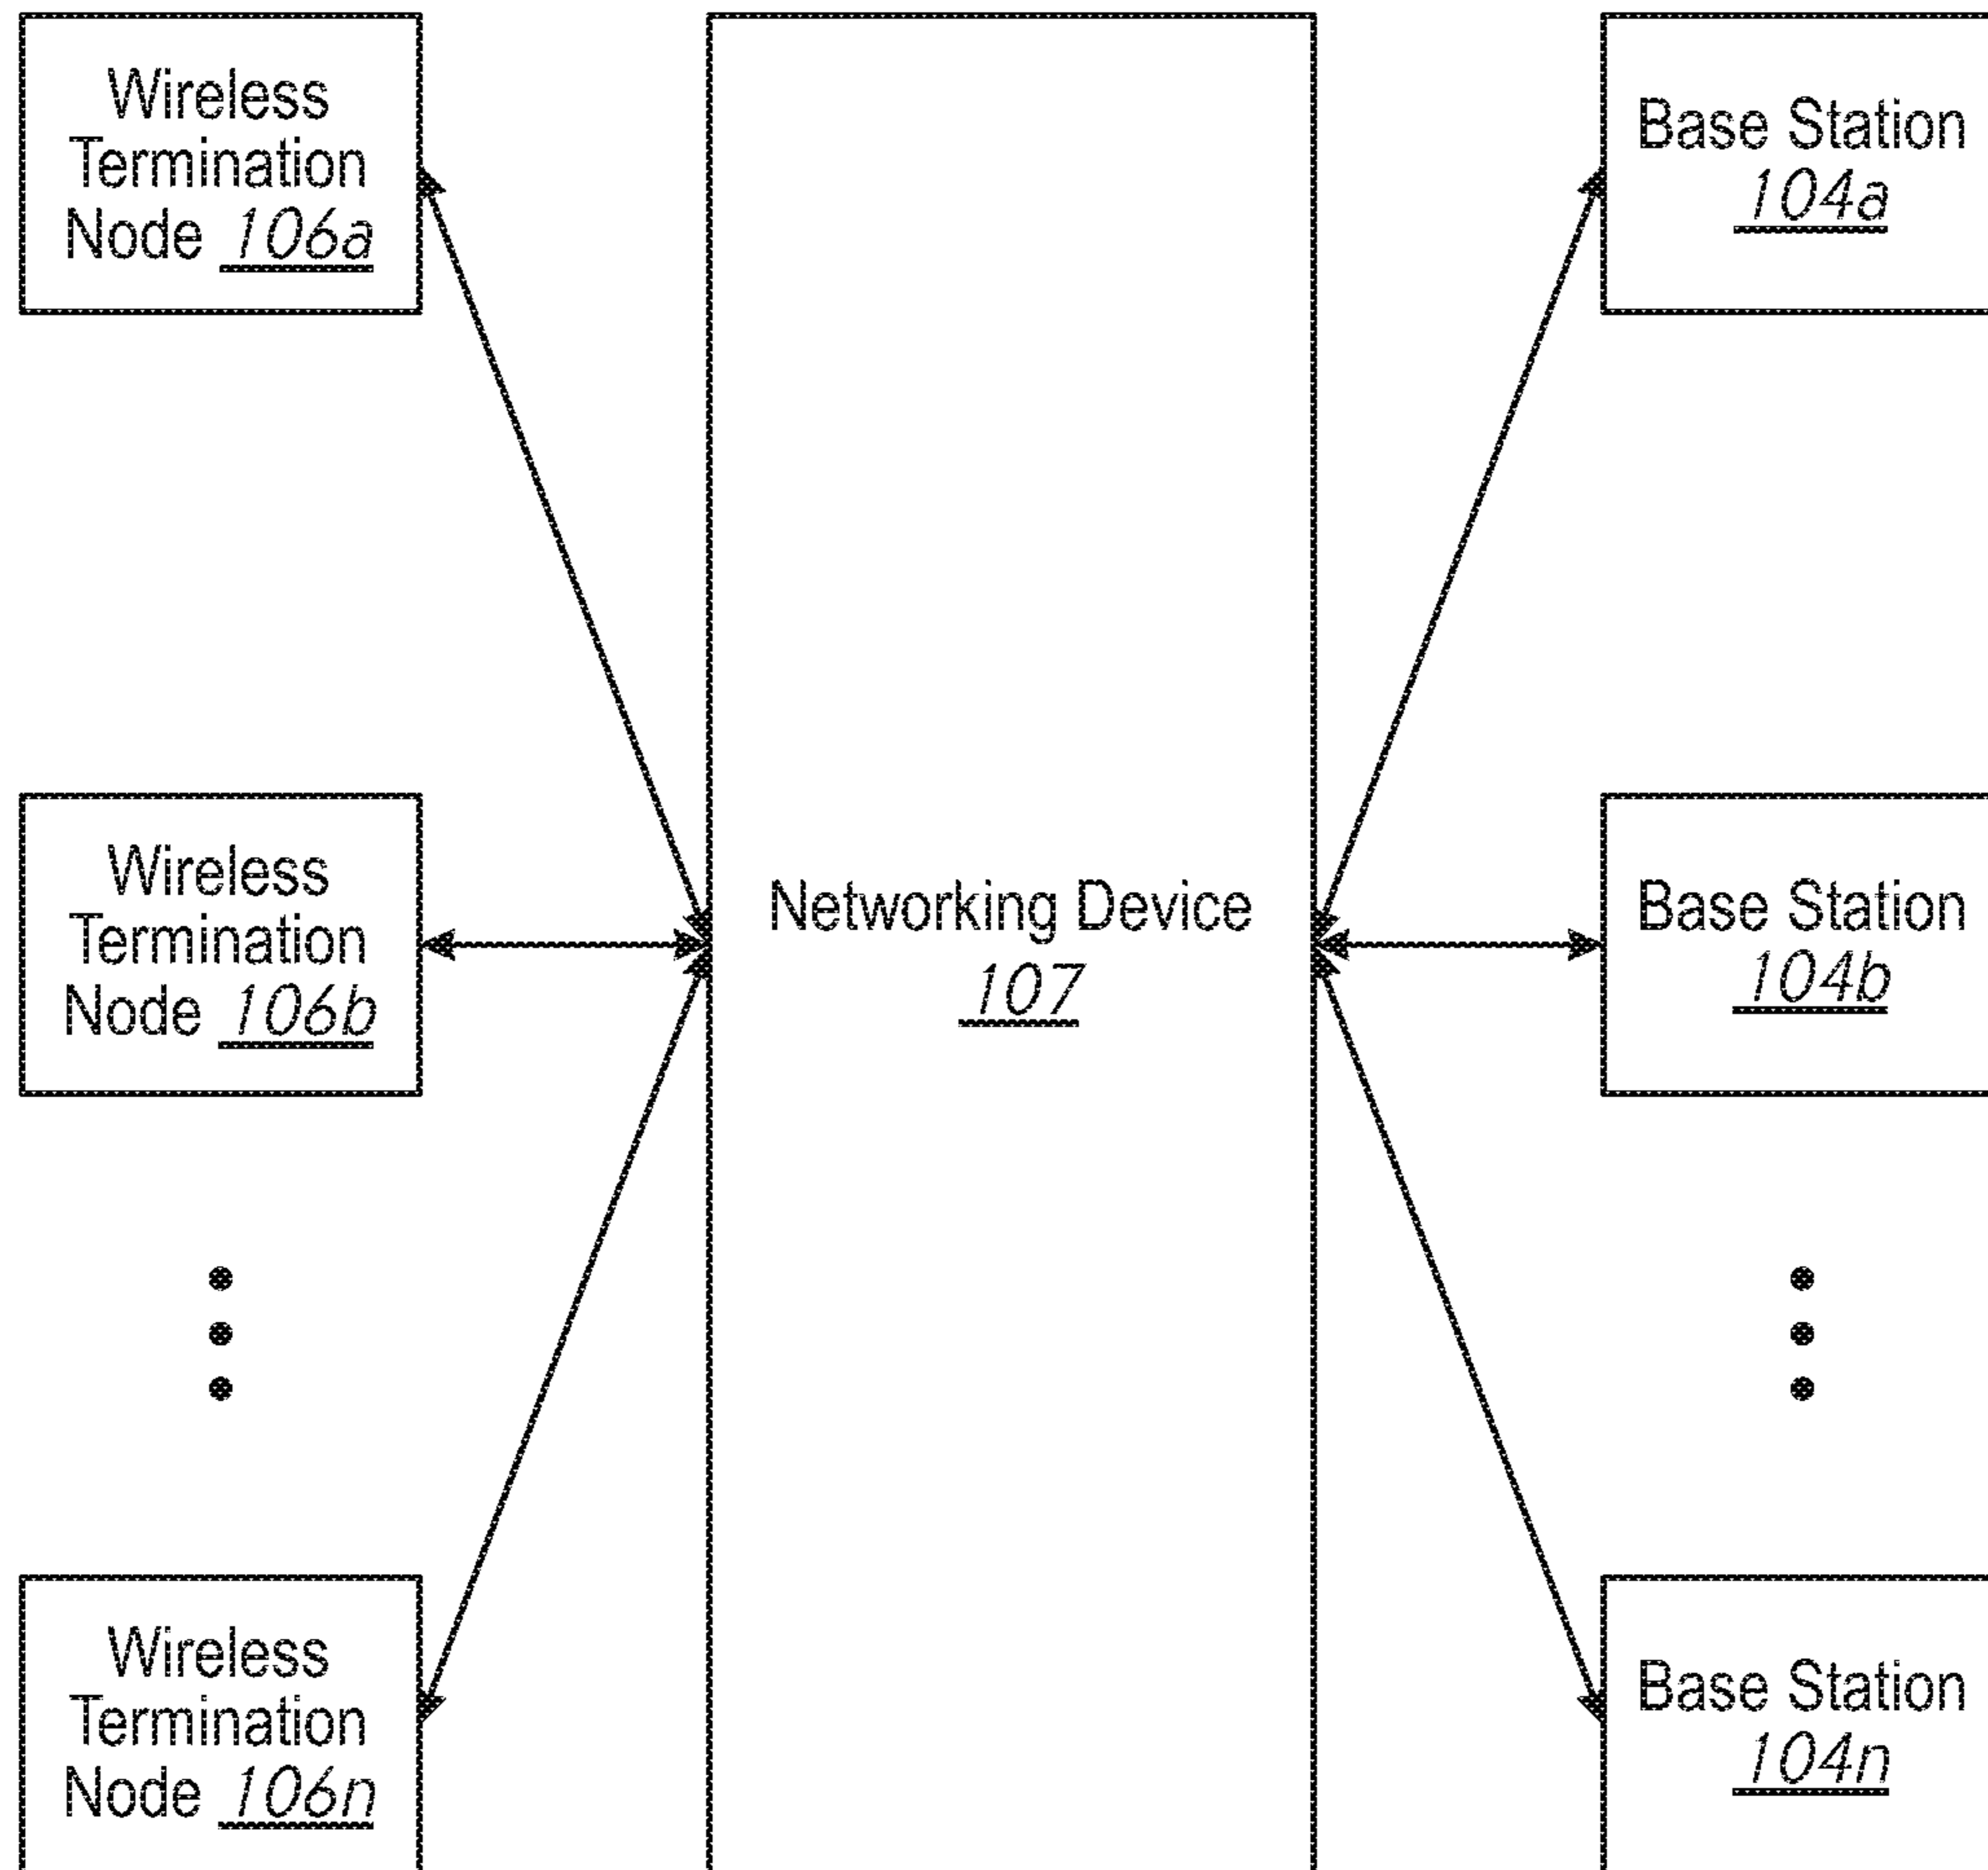 Wireless
Termination
Node 106a
Base Station
104a
Wireless
Termination
Node 106b
Networking Device
107
Base Station
104b
Wireless
Termination
Node 106n
Base Station
104n